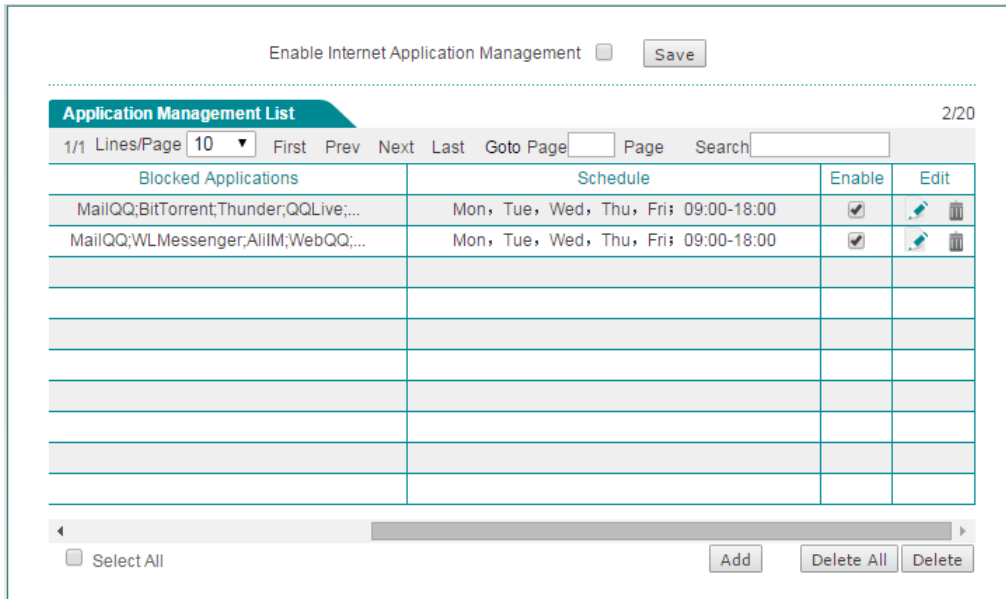 Enable Internet Application Management Save
Application Management List 2/20
1/1 Lines/Page 10 First Prev Next Last Goto Page Page Search
Blocked Applications Schedule Enable Edit
MailQQ;BitTorrent;Thunder;QQLive;... Mon，Tue，Wed，Thu，Fri；09:00-18:00
MailQQ;WLMessenger;AliIM;WebQQ;... Mon，Tue，Wed，Thu，Fri；09:00-18:00
Select All Add Delete All Delete